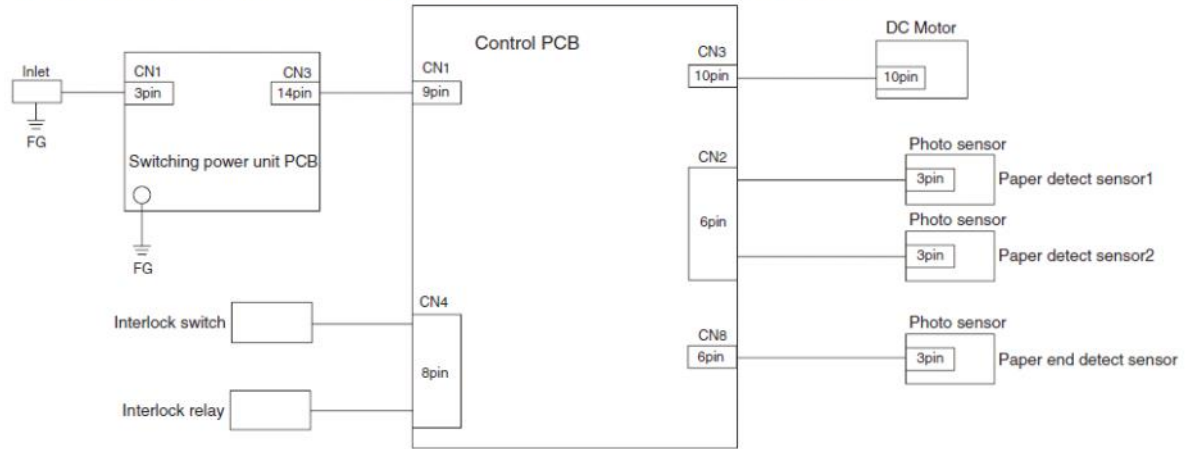 Control PCB
DC Motor
CN3
10pin
10pin
Inlet
FG
CN1
3pin
CN3
14pin
CN1
9pin
Switching power unit PCB
FG
CN2
6pin
Photo sensor
3pin
Paper detect sensor1
Photo sensor
3pin
Paper detect sensor2
Interlock switch
CN4
8pin
Interlock relay
CN8
6pin
Photo sensor
3pin
Paper end detect sensor